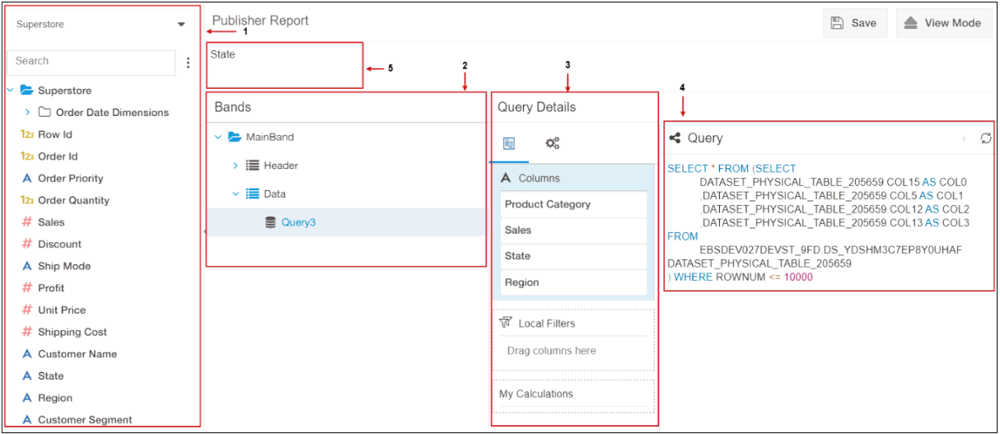 Superstore
1
Search
Superstore
Order Date Dimensions
123 Row Id
123 Order Id
A Order Priority
123 Order Quantity
# Sales
# Discount
A Ship Mode
# Profit
# Unit Price
# Shipping Cost
A Customer Name
A State
A Region
A Customer Segment
Publisher Report
Save
View Mode
State
5
2
3
4
Bands
MainBand
Header
Data
Query3
Query Details
A Columns
Product Category
Sales
State
Region
Local Filters
Drag columns here
My Calculations
Query
SELECT * FROM (SELECT
DATASET_PHYSICAL_TABLE_205659.COL15 AS COL0
,DATASET_PHYSICAL_TABLE_205659.COL5 AS COL1
,DATASET_PHYSICAL_TABLE_205659.COL12 AS COL2
,DATASET_PHYSICAL_TABLE_205659.COL13 AS COL3
FROM
EBSDEV027DEVST_9FD.DS_YDSHM3C7EP8Y0UHAF
DATASET_PHYSICAL_TABLE_205659
) WHERE ROWNUM <= 10000